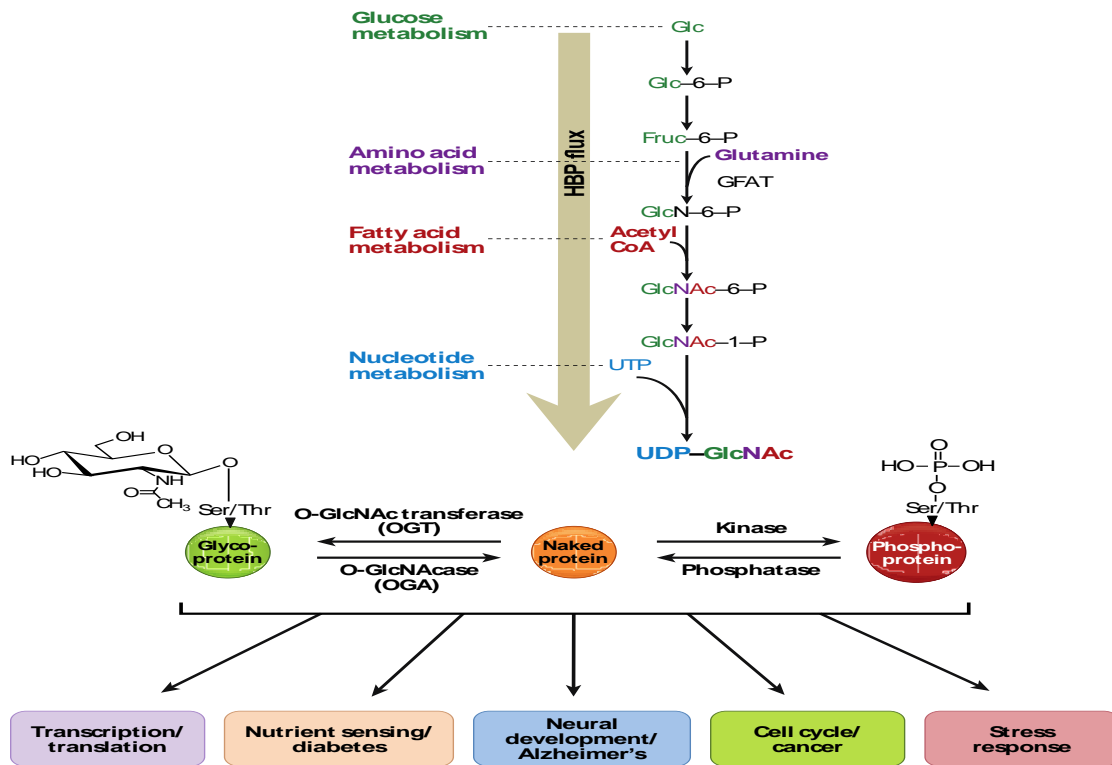 Glucose
metabolism
Glc
Glc–6–P
Fruc–6–P
Amino acid
metabolism
Glutamine
GFAT
HBP flux
GlcN–6–P
Fatty acid
metabolism
Acetyl
CoA
GlcNAc–6–P
GlcNAc–1–P
Nucleotide
metabolism
UTP
UDP–GlcNAc
OH
HO
O
O
HO
NH
O
CH3
Ser/Thr
O
HO–P–OH
O
Ser/Thr
O-GlcNAc transferase
(OGT)
Kinase
Glyco-
protein
Naked
protein
Phospho-
protein
O-GlcNAcase
(OGA)
Phosphatase
Transcription/
translation
Nutrient sensing/
diabetes
Neural
development/
Alzheimer's
Cell cycle/
cancer
Stress
response